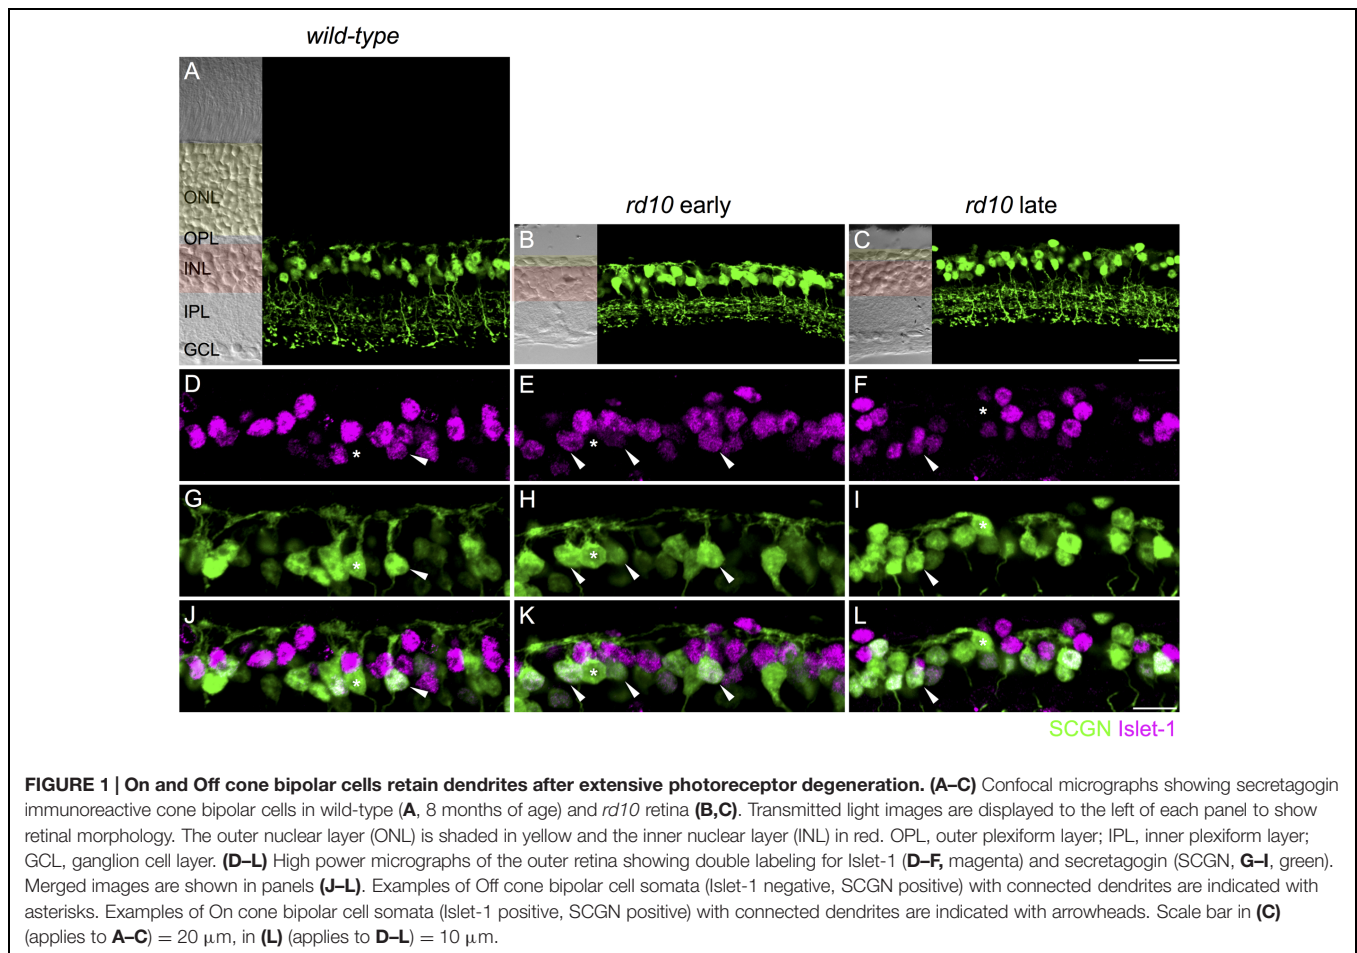 wild-type
A
ONL
OPL
INL
IPL
GCL
rd10 early
B
rd10 late
C
D
*
E
*
F
*
G
*
H
*
I
*
J
*
K
*
L
*
SCGN Islet-1
FIGURE 1 | On and Off cone bipolar cells retain dendrites after extensive photoreceptor degeneration. (A–C) Confocal micrographs showing secretagogin
immunoreactive cone bipolar cells in wild-type (A, 8 months of age) and rd10 retina (B,C). Transmitted light images are displayed to the left of each panel to show
retinal morphology. The outer nuclear layer (ONL) is shaded in yellow and the inner nuclear layer (INL) in red. OPL, outer plexiform layer; IPL, inner plexiform layer;
GCL, ganglion cell layer. (D–L) High power micrographs of the outer retina showing double labeling for Islet-1 (D–F, magenta) and secretagogin (SCGN, G–I, green).
Merged images are shown in panels (J–L). Examples of Off cone bipolar cell somata (Islet-1 negative, SCGN positive) with connected dendrites are indicated with
asterisks. Examples of On cone bipolar cell somata (Islet-1 positive, SCGN positive) with connected dendrites are indicated with arrowheads. Scale bar in (C)
(applies to A–C) = 20 μm, in (L) (applies to D–L) = 10 μm.